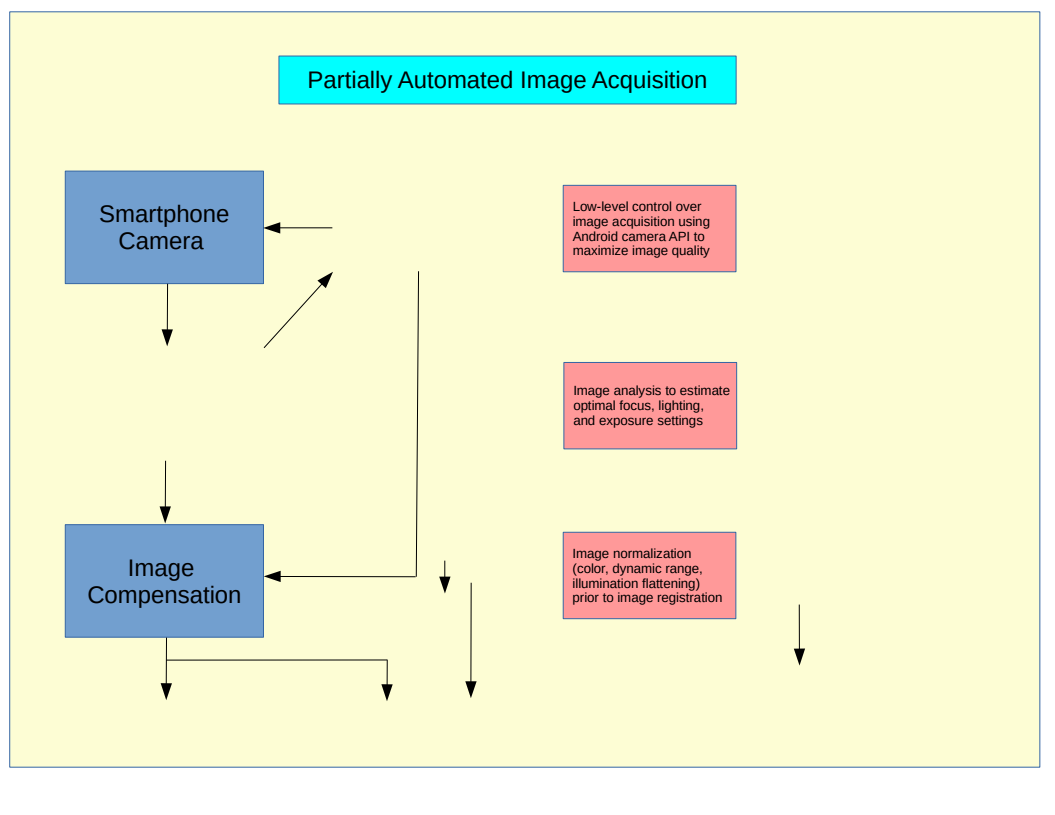 Partially Automated Image Acquisition
Smartphone
Camera
Low-level control over
image acquisition using
Android camera API to
maximize image quality
Image analysis to estimate
optimal focus, lighting,
and exposure settings
Image
Compensation
Image normalization
(color, dynamic range,
illumination flattening)
prior to image registration